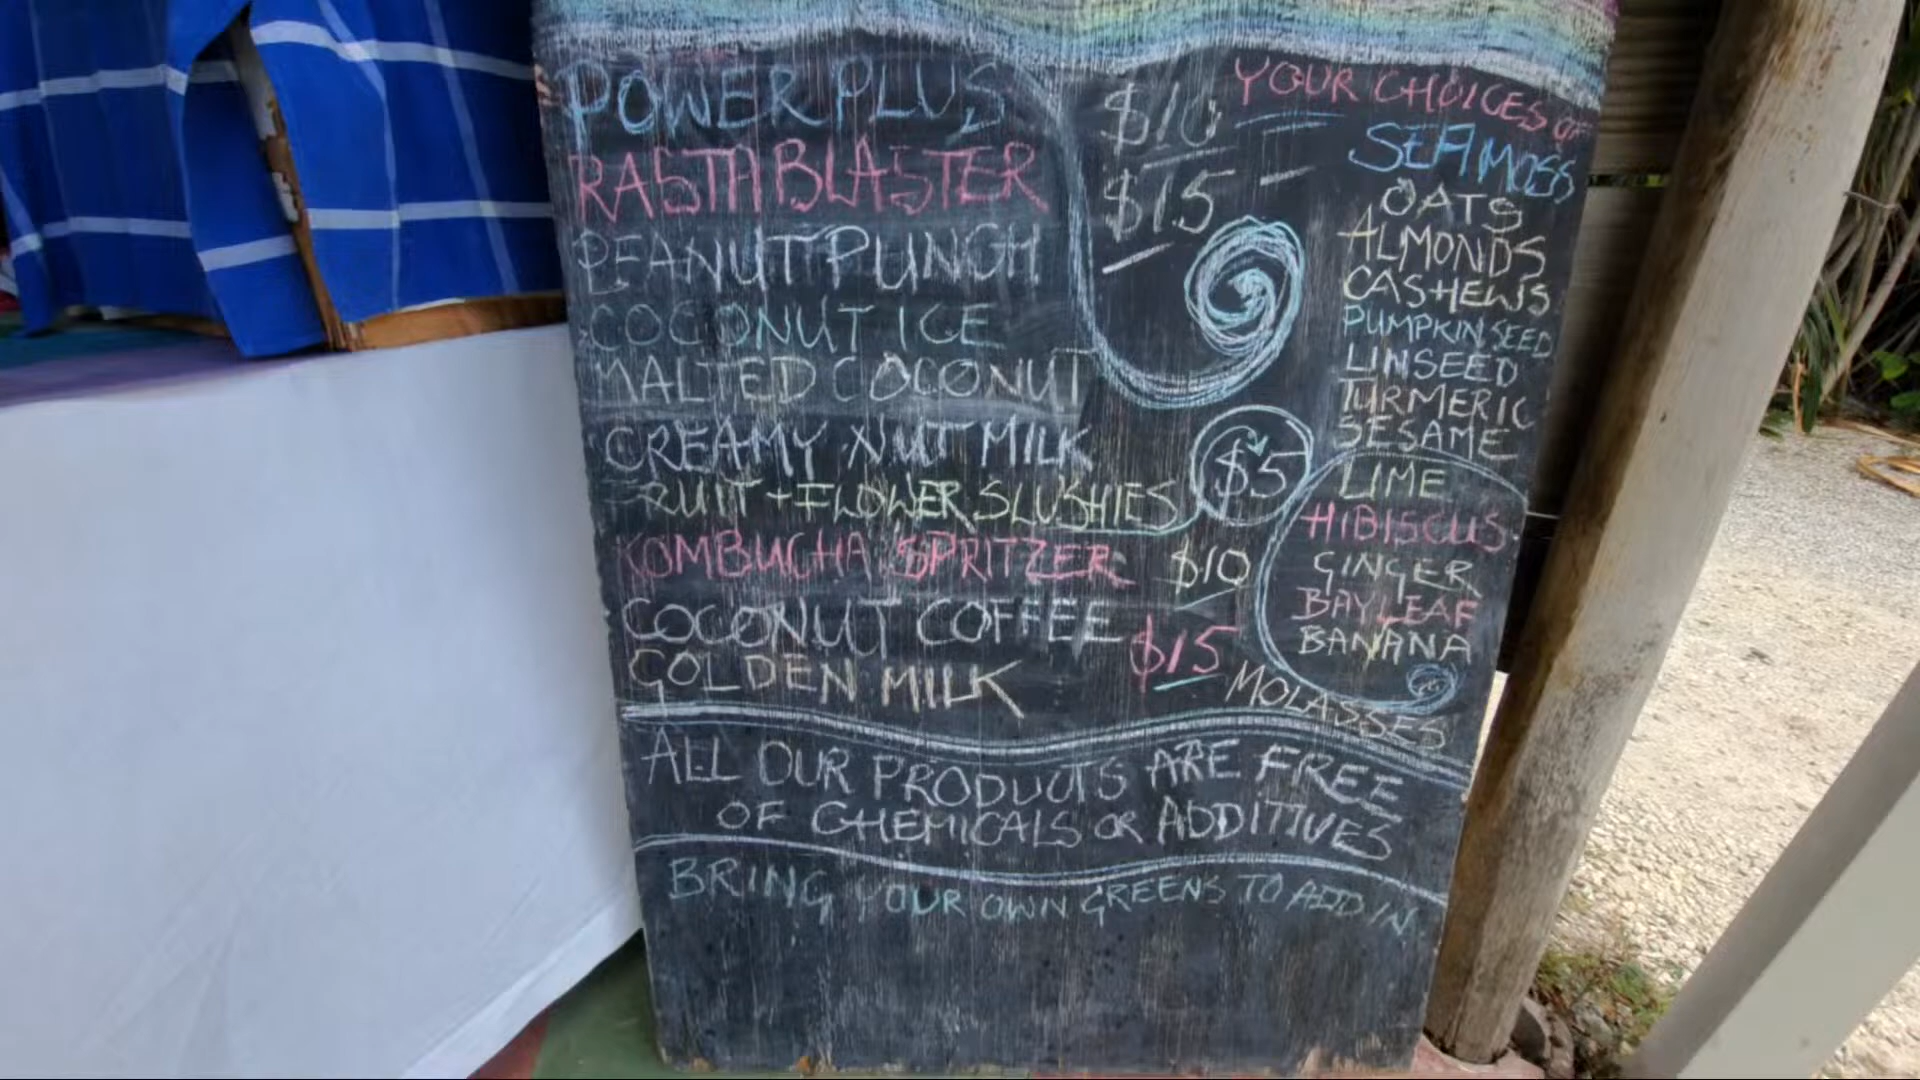 POWER PLUS $10
RASTA BLASTER $15
PEANUT PUNCH
COCONUT ICE
MALTED COCONUT
CREAMY NUT MILK
FRUIT + FLOWER SLUSHIES $5
KOMBUCHA SPRITZER $10
COCONUT COFFEE $15
GOLDEN MILK
YOUR CHOICES OF
SEA MOSS
OATS
ALMONDS
CASHEWS
PUMPKIN SEED
LINSEED
TURMERIC
SESAME
LIME
HIBISCUS
GINGER
BAY LEAF
BANANA
MOLASSES
ALL OUR PRODUCTS ARE FREE
OF CHEMICALS OR ADDITIVES
BRING YOUR OWN GREENS TO ADD IN